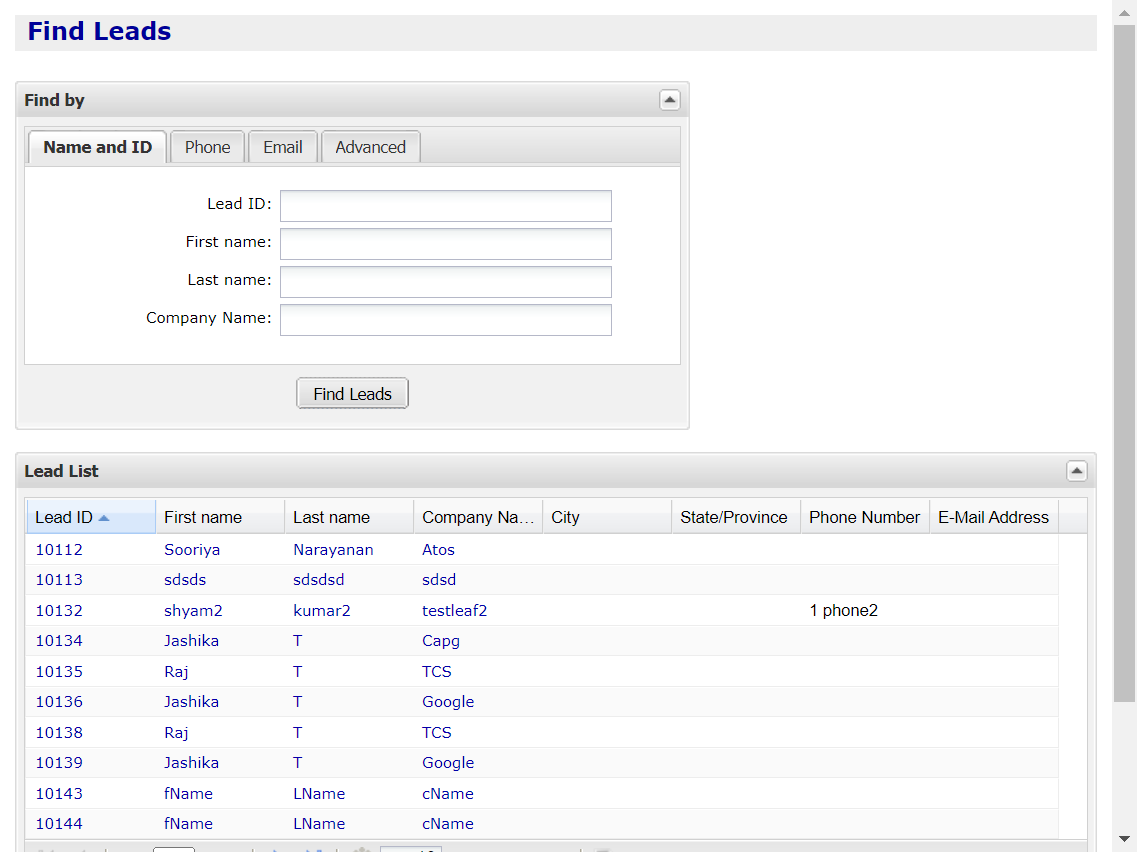 Find Leads
Find by
Name and ID Phone Email Advanced
Lead ID:
First name:
Last name:
Company Name:
Find Leads
Lead List
Lead ID First name Last name Company Na... City State/Province Phone Number E-Mail Address
10112 Sooriya Narayanan Atos
10113 sdsds sdsdsd sdsd
10132 shyam2 kumar2 testleaf2 1 phone2
10134 Jashika T Capg
10135 Raj T TCS
10136 Jashika T Google
10138 Raj T TCS
10139 Jashika T Google
10143 fName LName cName
10144 fName LName cName